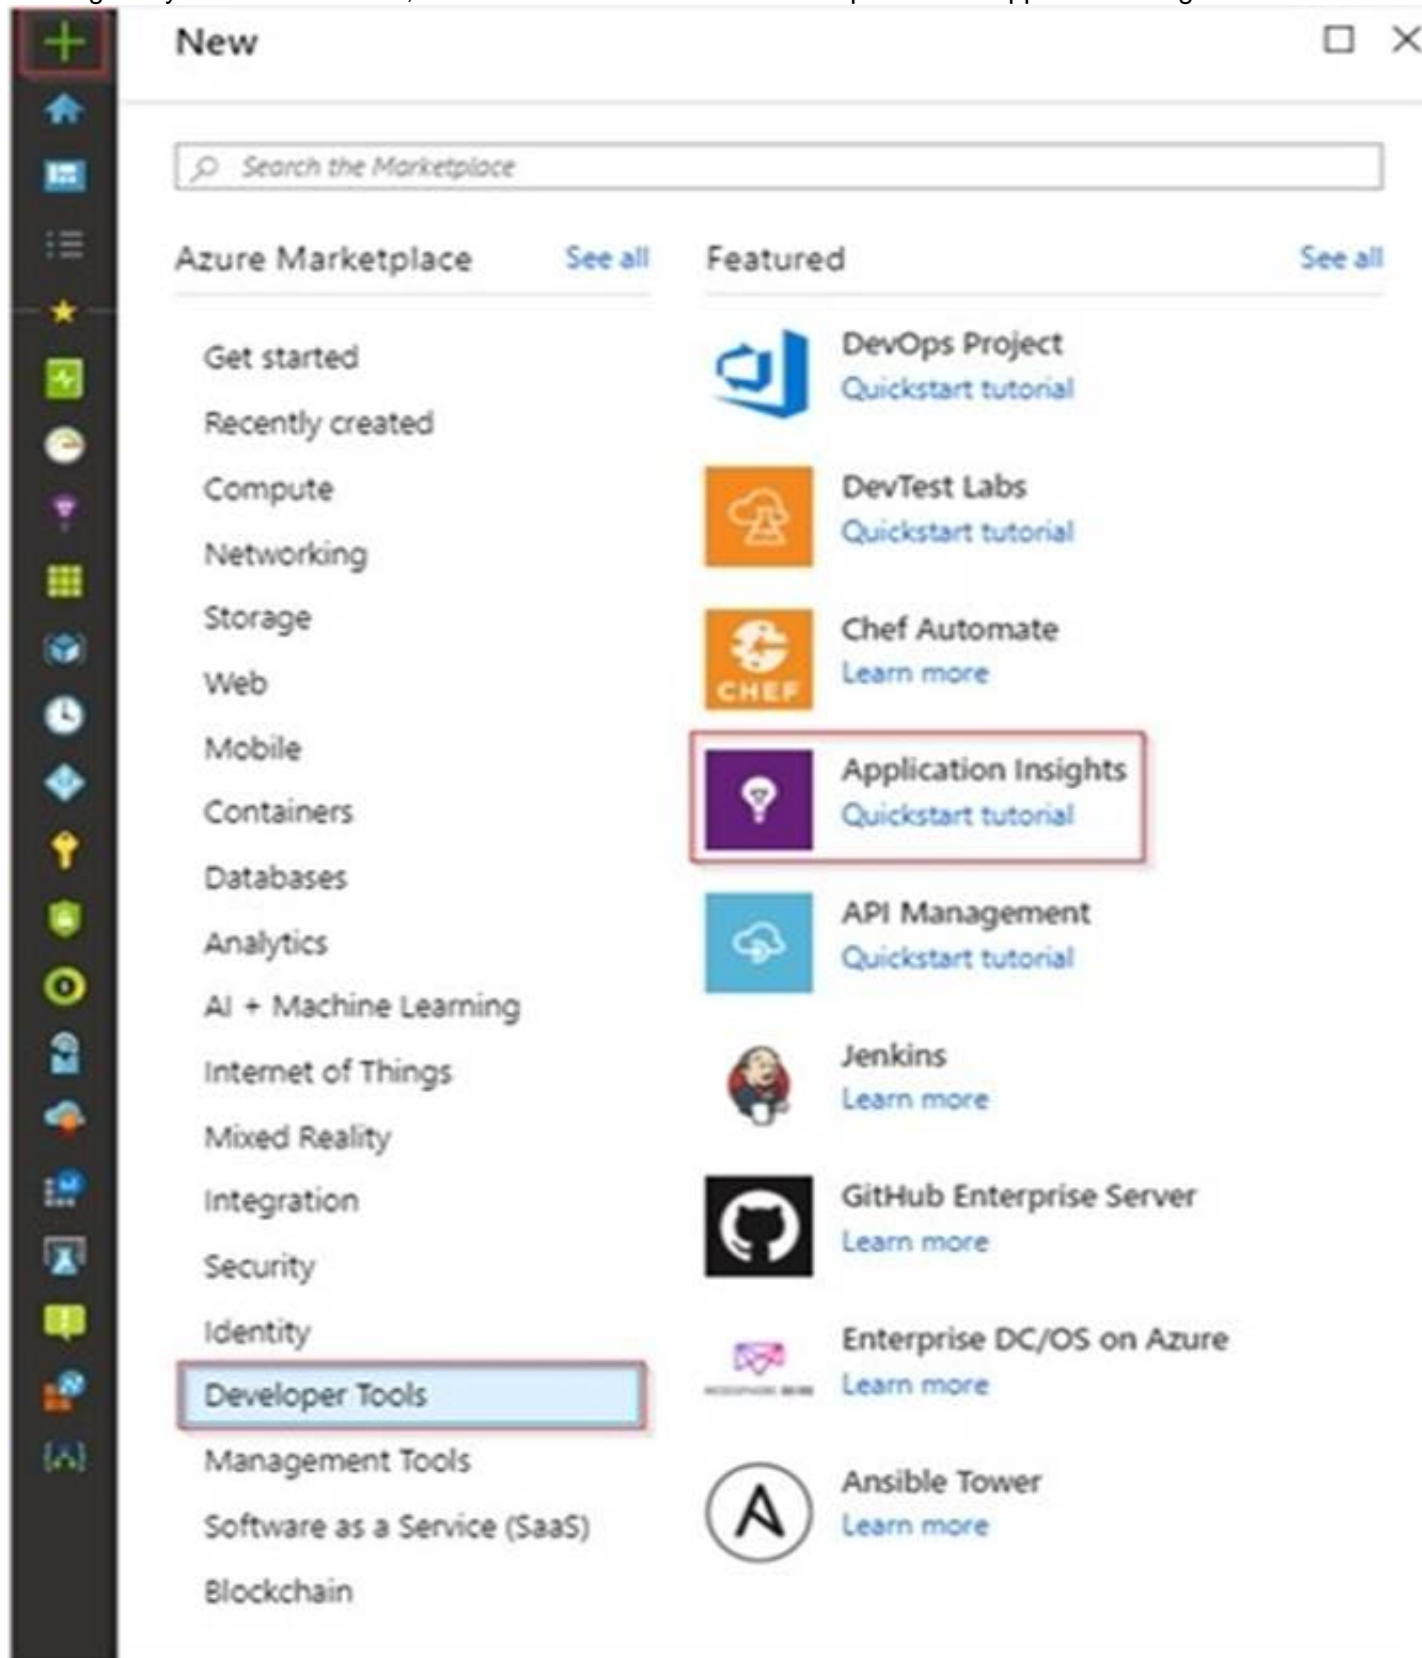 New
Search the Marketplace
Azure Marketplace See all
Get started
Recently created
Compute
Networking
Storage
Web
Mobile
Containers
Databases
Analytics
AI + Machine Learning
Internet of Things
Mixed Reality
Integration
Security
Identity
Developer Tools
Management Tools
Software as a Service (SaaS)
Blockchain
Featured See all
DevOps Project
Quickstart tutorial
DevTest Labs
Quickstart tutorial
CHEF
Chef Automate
Learn more
Application Insights
Quickstart tutorial
API Management
Quickstart tutorial
Jenkins
Learn more
GitHub Enterprise Server
Learn more
Enterprise DC/OS on Azure
Learn more
Ansible Tower
Learn more